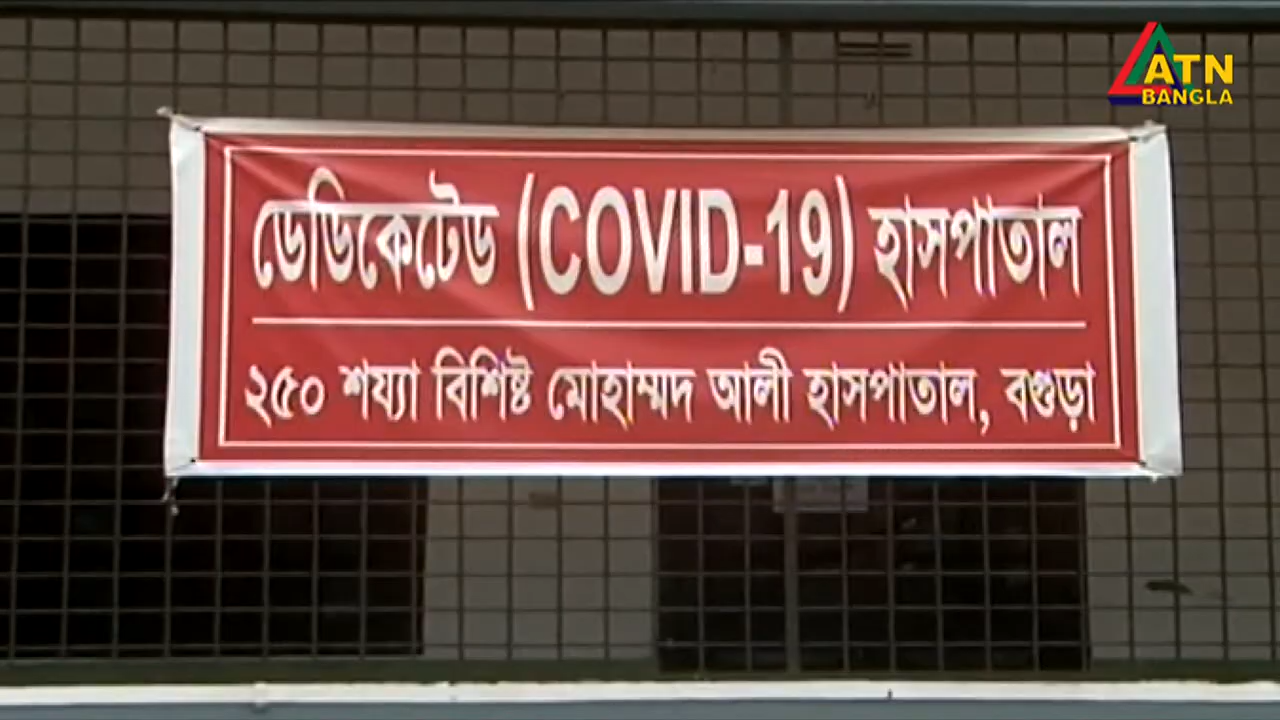 ATN
BANGLA
ডেডিকেটেড (COVID-19) হাসপাতাল
২৫০ শয্যা বিশিষ্ট মোহাম্মদ আলী হাসপাতাল, বগুড়া